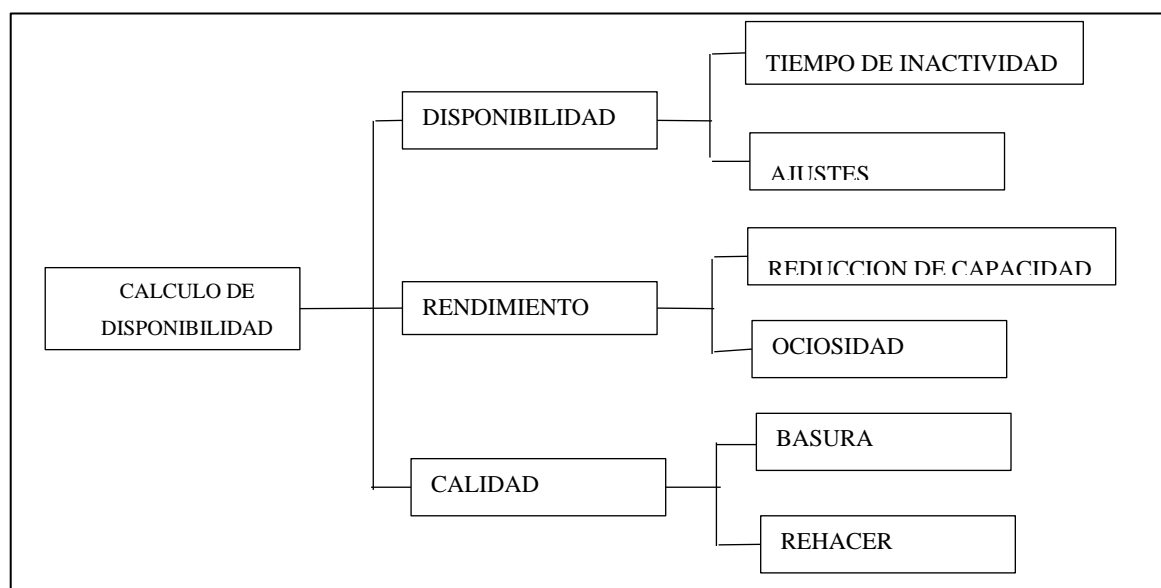 TIEMPO DE INACTIVIDAD
DISPONIBILIDAD
AJUSTES
REDUCCION DE CAPACIDAD
CALCULO DE
DISPONIBILIDAD
RENDIMIENTO
OCIOSIDAD
BASURA
CALIDAD
REHACER